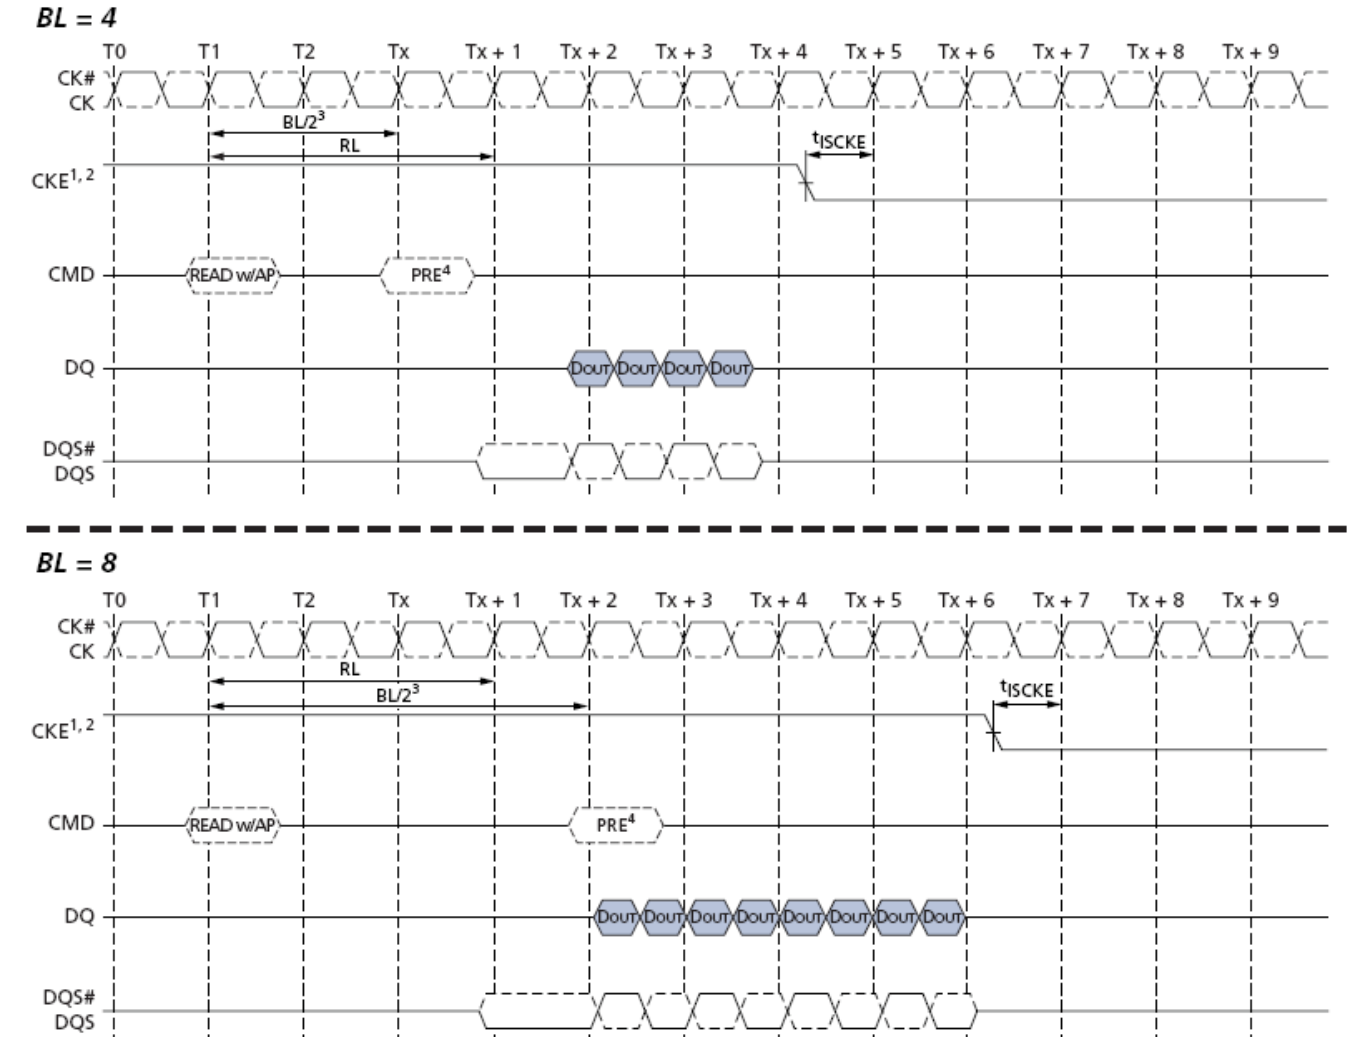 BL = 4
T0 T1 T2 Tx Tx + 1 Tx + 2 Tx + 3 Tx + 4 Tx + 5 Tx + 6 Tx + 7 Tx + 8 Tx + 9
CK#
CK
BL/2³
RL
tISCKE
CKE¹,²
CMD READ w/AP PRE⁴
DQ DOUT DOUT DOUT DOUT
DQS#
DQS
BL = 8
T0 T1 T2 Tx Tx + 1 Tx + 2 Tx + 3 Tx + 4 Tx + 5 Tx + 6 Tx + 7 Tx + 8 Tx + 9
CK#
CK
RL
BL/2³
tISCKE
CKE¹,²
CMD READ w/AP PRE⁴
DQ DOUT DOUT DOUT DOUT DOUT DOUT DOUT DOUT
DQS#
DQS